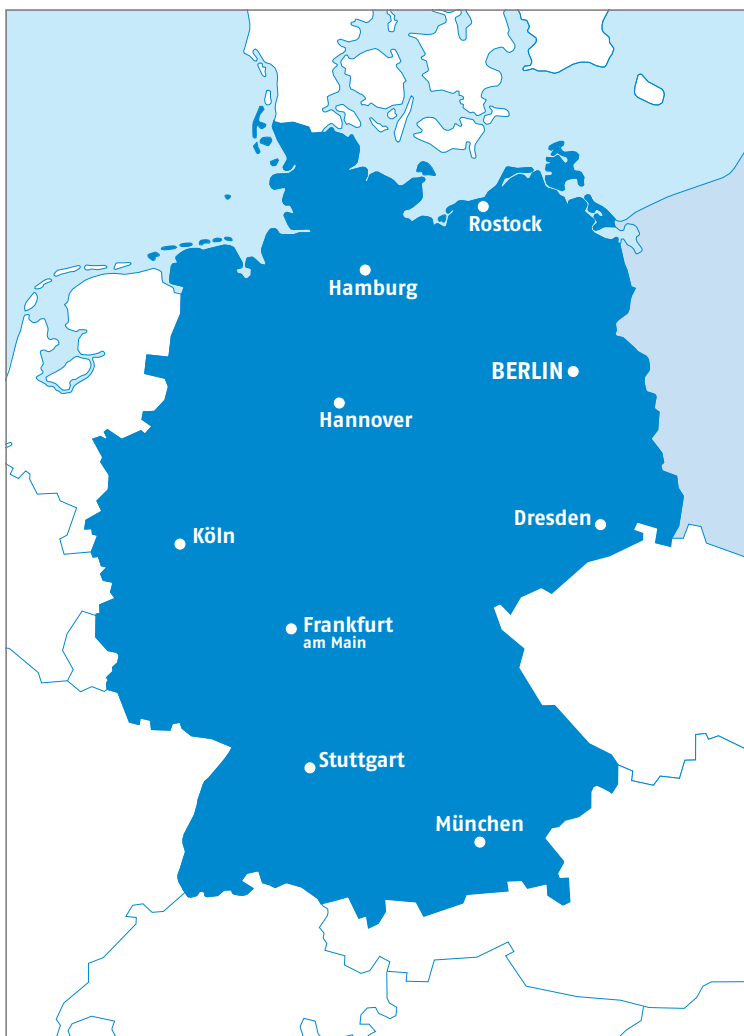 Rostock
Hamburg
BERLIN
Hannover
Dresden
Köln
Frankfurt
am Main
Stuttgart
München